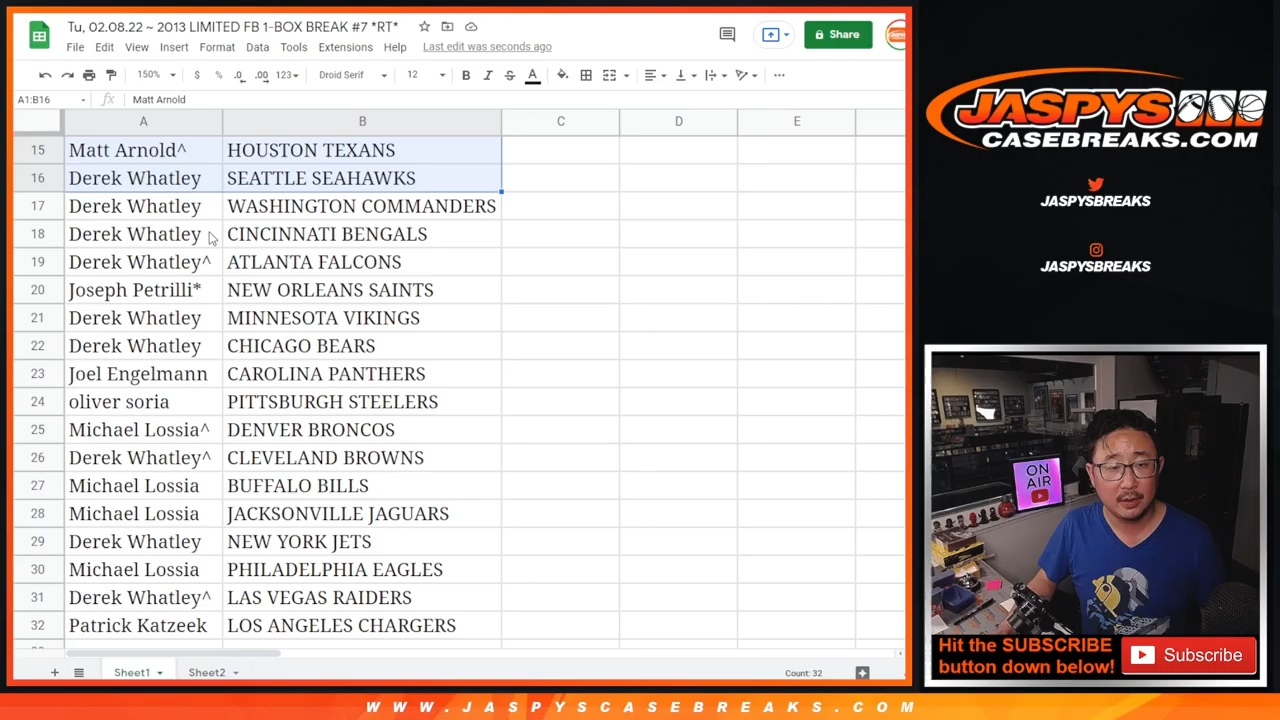 Tu, 02.08.22 ~ 2013 LIMITED FB 1-BOX BREAK #7 *RT*
File Edit View Insert Format Data Tools Extensions Help Last edit was seconds ago
Share
150% $ % .0 .00 123 Droid Serif 12 B I S A
A1:B16 fx Matt Arnold
A B C D E
15 Matt Arnold^ HOUSTON TEXANS
16 Derek Whatley SEATTLE SEAHAWKS
17 Derek Whatley WASHINGTON COMMANDERS
18 Derek Whatley CINCINNATI BENGALS
19 Derek Whatley^ ATLANTA FALCONS
20 Joseph Petrilli* NEW ORLEANS SAINTS
21 Derek Whatley MINNESOTA VIKINGS
22 Derek Whatley CHICAGO BEARS
23 Joel Engelmann CAROLINA PANTHERS
24 oliver soria PITTSBURGH STEELERS
25 Michael Lossia^ DENVER BRONCOS
26 Derek Whatley^ CLEVELAND BROWNS
27 Michael Lossia BUFFALO BILLS
28 Michael Lossia JACKSONVILLE JAGUARS
29 Derek Whatley NEW YORK JETS
30 Michael Lossia PHILADELPHIA EAGLES
31 Derek Whatley^ LAS VEGAS RAIDERS
32 Patrick Katzeek LOS ANGELES CHARGERS
Sheet1 Sheet2 Count: 32
JASPYS
CASEBREAKS.COM
JASPYSBREAKS
JASPYSBREAKS
ON
AIR
Hit the SUBSCRIBE
button down below!
Subscribe
WWW.JASPYSCASEBREAKS.COM